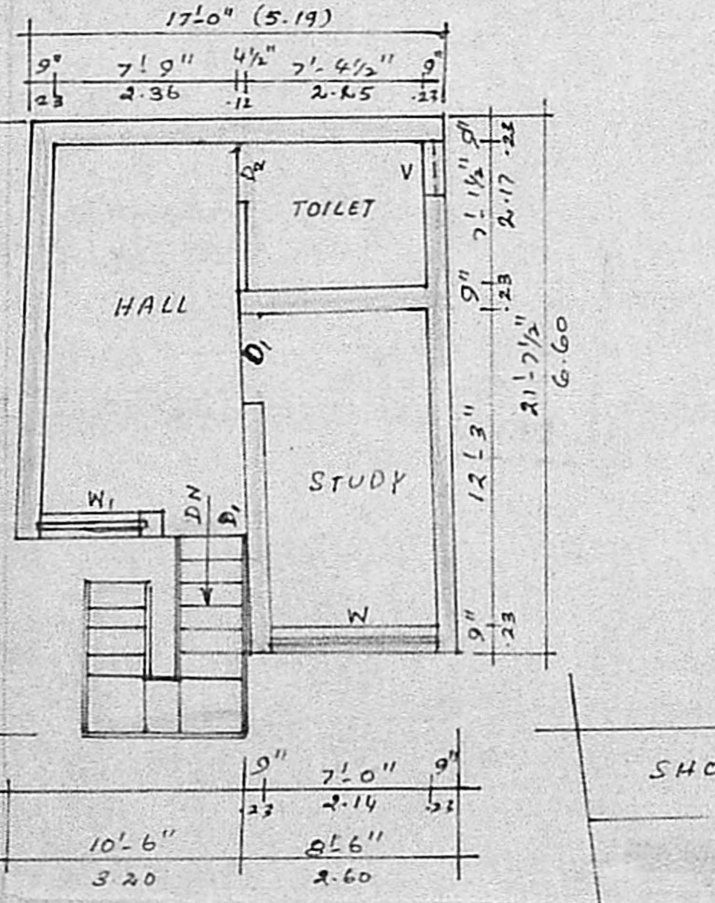 17'-0" (5.19)
9" 7'-9" 4½" 7'-4½" 9"
.23 2.36 .12 2.25 .23
D2 V 9" .23
TOILET 7'-1½" 2.17
HALL 9" .23
D1 21'-7½" 6.60
STUDY 12'-3"
W1 DN D1
W 9" .23
9" 7'-0" 9"
.23 2.14 .23
SHO
10'-6" 8'-6"
3.20 2.60